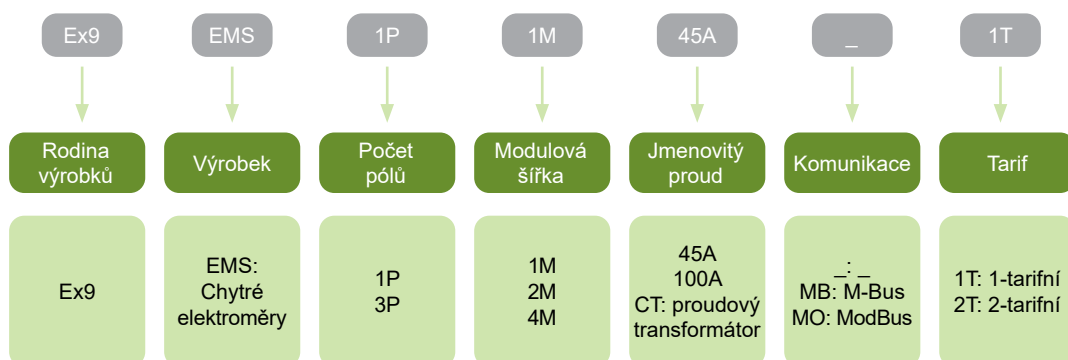 Ex9
EMS
1P
1M
45A
_
1T
Rodina
výrobků
Výrobek
Počet
pólů
Modulová
šířka
Jmenovitý
proud
Komunikace
Tarif
Ex9
EMS:
Chytré
elektroměry
1P
3P
1M
2M
4M
45A
100A
CT: proudový
transformátor
_: _
MB: M-Bus
MO: ModBus
1T: 1-tarifní
2T: 2-tarifní